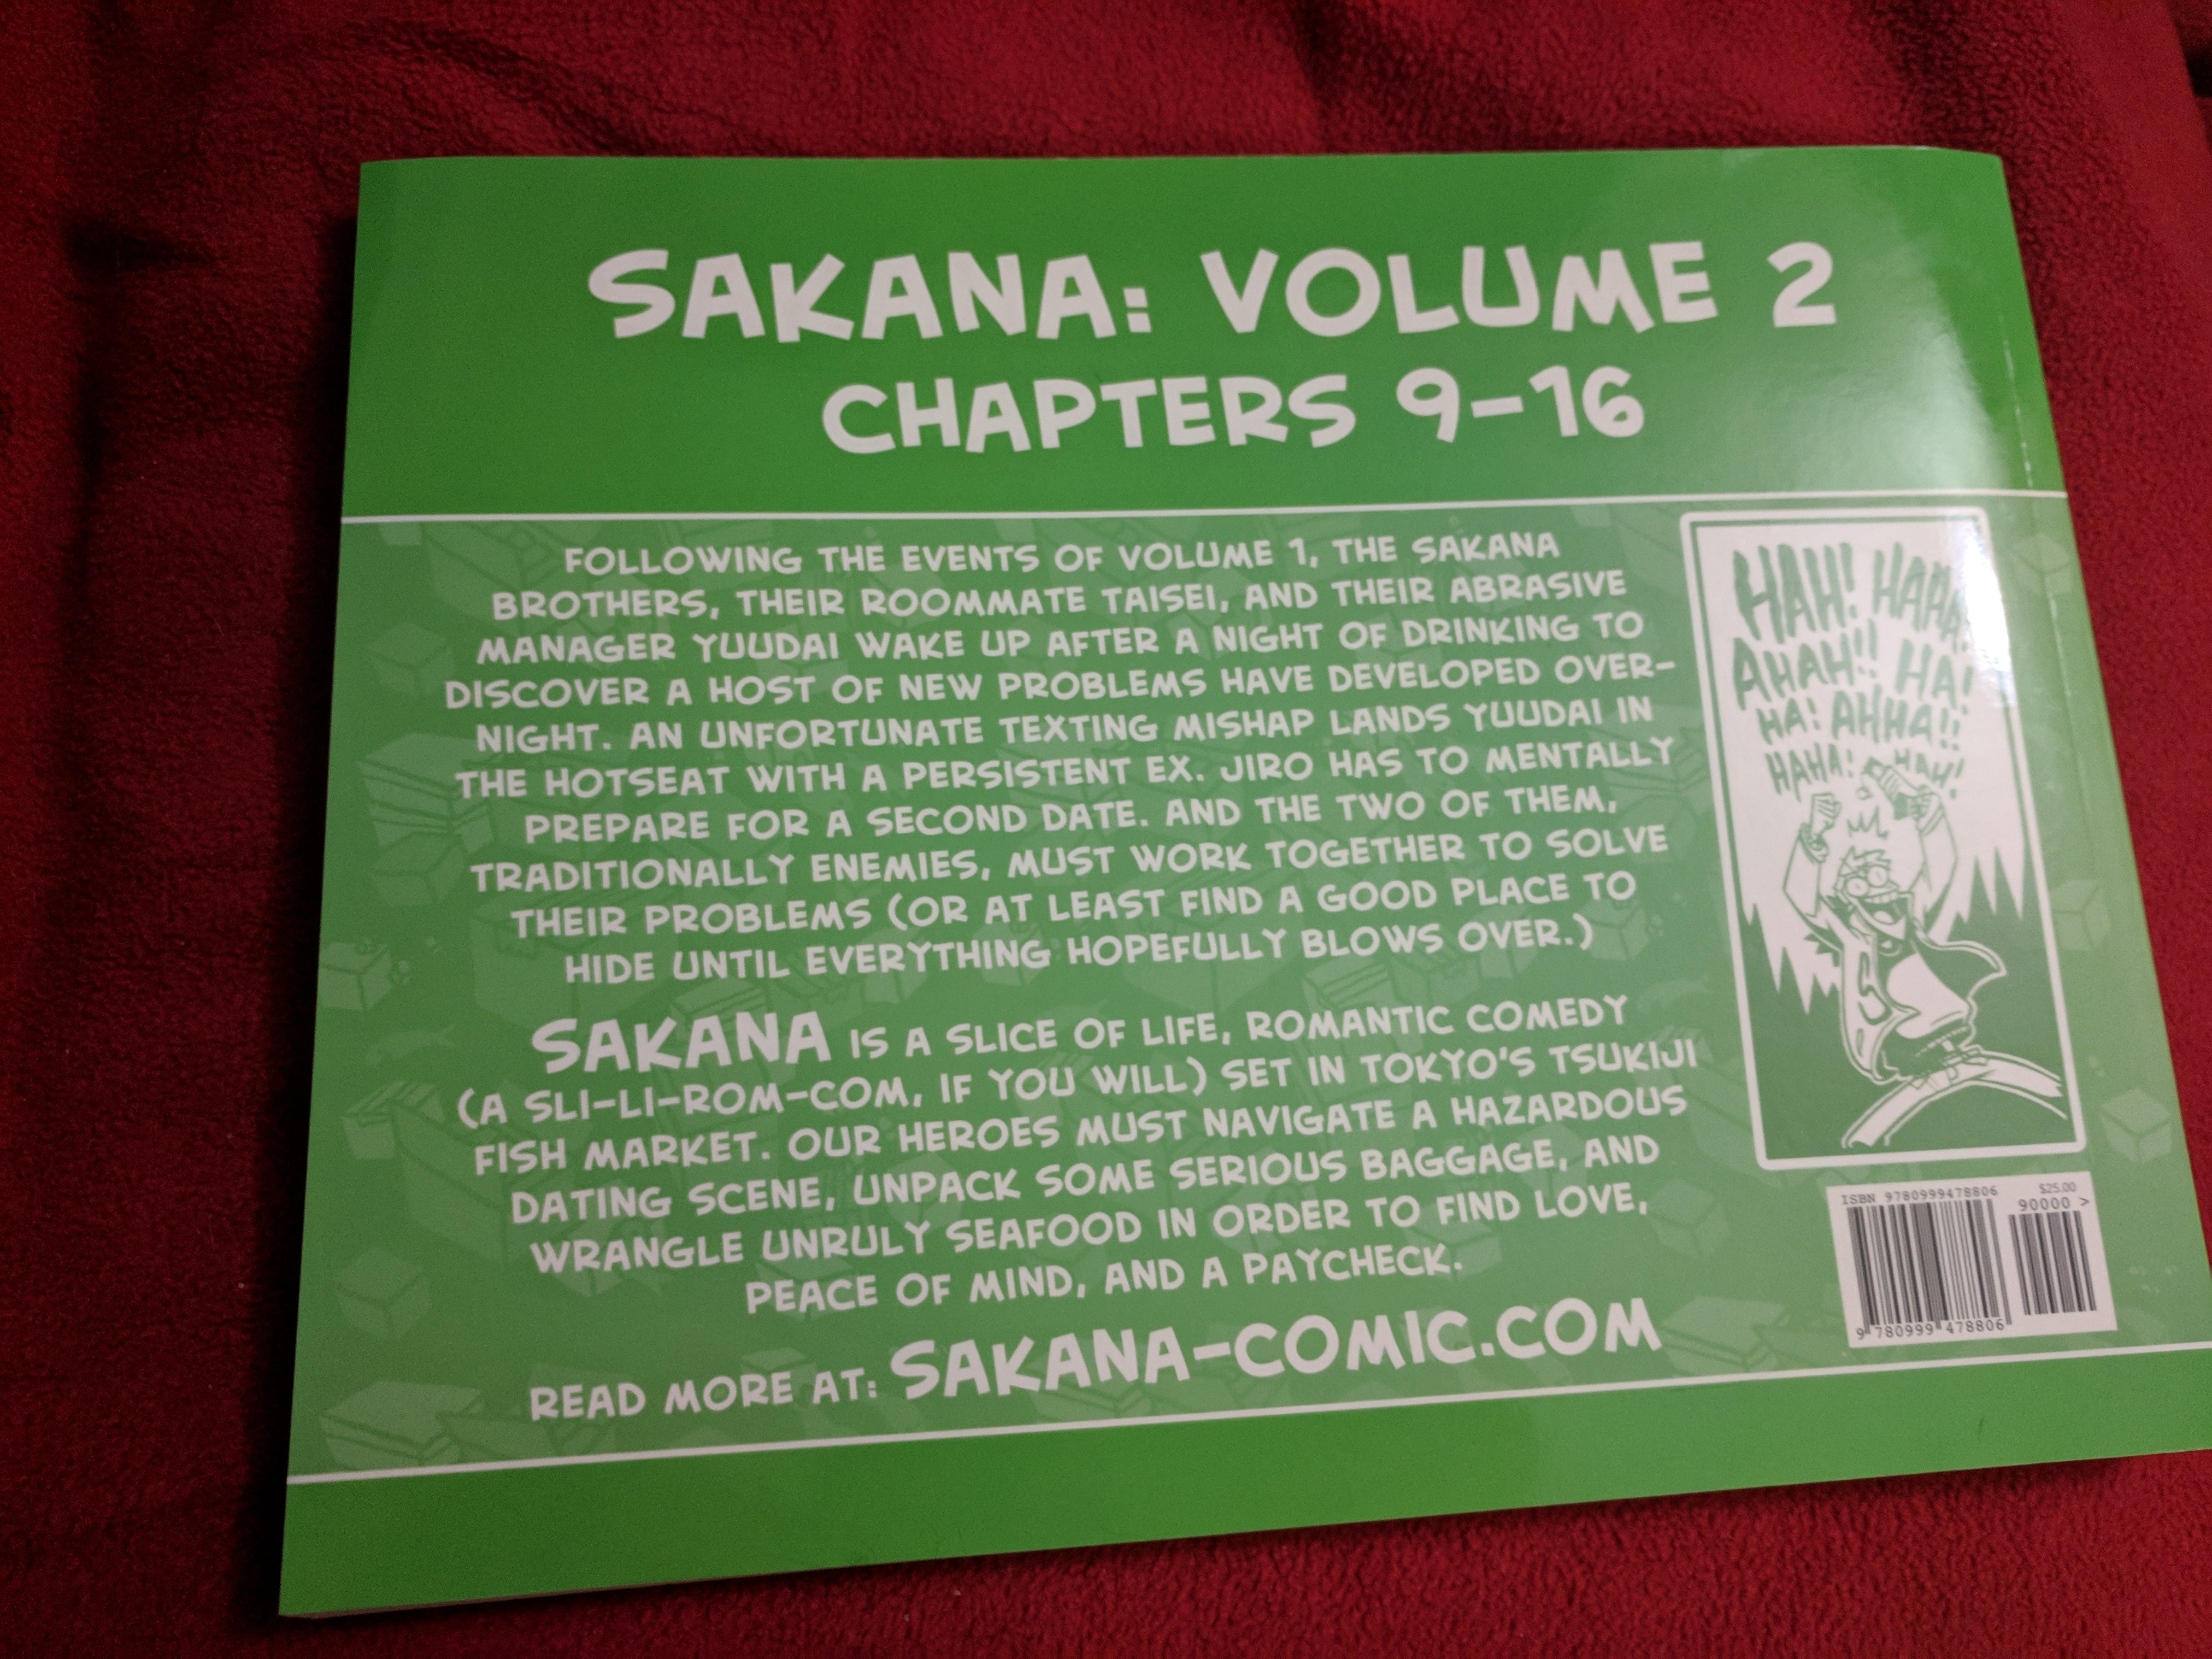 SAKANA: VOLUME 2
CHAPTERS 9-16
FOLLOWING THE EVENTS OF VOLUME 1, THE SAKANA
BROTHERS, THEIR ROOMMATE TAISEI, AND THEIR ABRASIVE
MANAGER YUUDAI WAKE UP AFTER A NIGHT OF DRINKING TO
DISCOVER A HOST OF NEW PROBLEMS HAVE DEVELOPED OVER-
NIGHT. AN UNFORTUNATE TEXTING MISHAP LANDS YUUDAI IN
THE HOTSEAT WITH A PERSISTENT EX. JIRO HAS TO MENTALLY
PREPARE FOR A SECOND DATE. AND THE TWO OF THEM,
TRADITIONALLY ENEMIES, MUST WORK TOGETHER TO SOLVE
THEIR PROBLEMS (OR AT LEAST FIND A GOOD PLACE TO
HIDE UNTIL EVERYTHING HOPEFULLY BLOWS OVER.)
SAKANA IS A SLICE OF LIFE, ROMANTIC COMEDY
(A SLI-LI-ROM-COM, IF YOU WILL) SET IN TOKYO'S TSUKIJI
FISH MARKET. OUR HEROES MUST NAVIGATE A HAZARDOUS
DATING SCENE, UNPACK SOME SERIOUS BAGGAGE, AND
WRANGLE UNRULY SEAFOOD IN ORDER TO FIND LOVE,
PEACE OF MIND, AND A PAYCHECK.
READ MORE AT: SAKANA-COMIC.COM
HAH!
AHAH!! HA!
HA! AHHA!!
HAHA! HAH!
ISBN 9780999478806 $25.00
90000 >
9 780999 478806